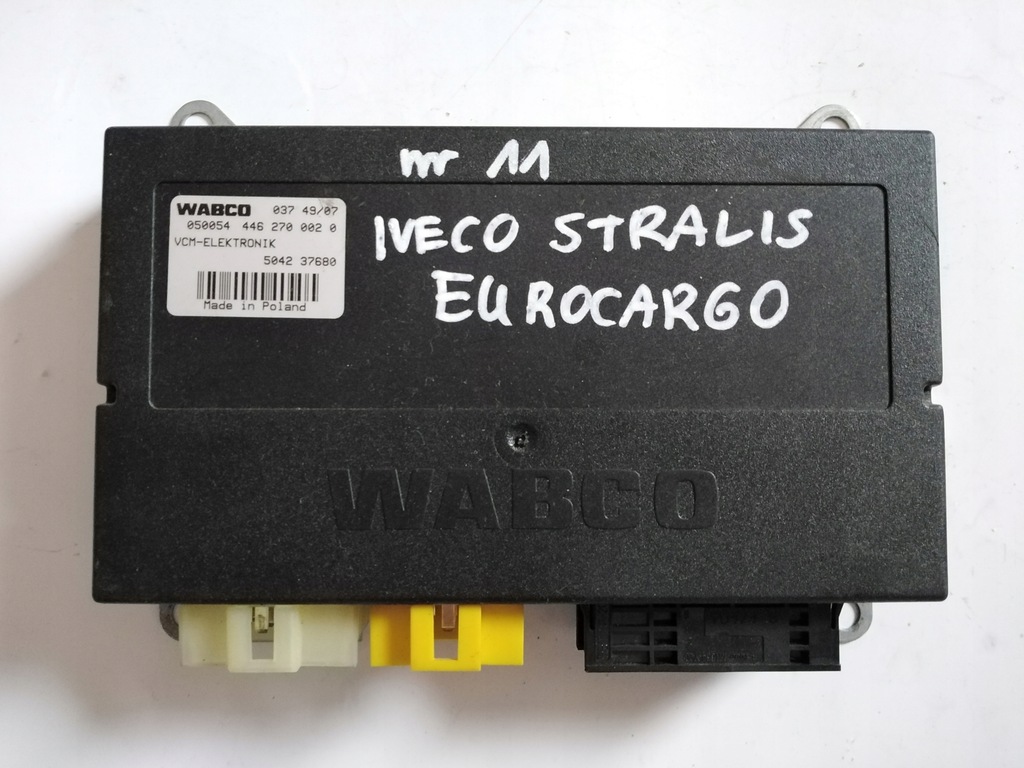 nr 11
WABCO 037 49/07
050054 446 270 002 0
VCM-ELEKTRONIK
5042 37680
Made in Poland
IVECO STRALIS
EUROCARGO
WABCO